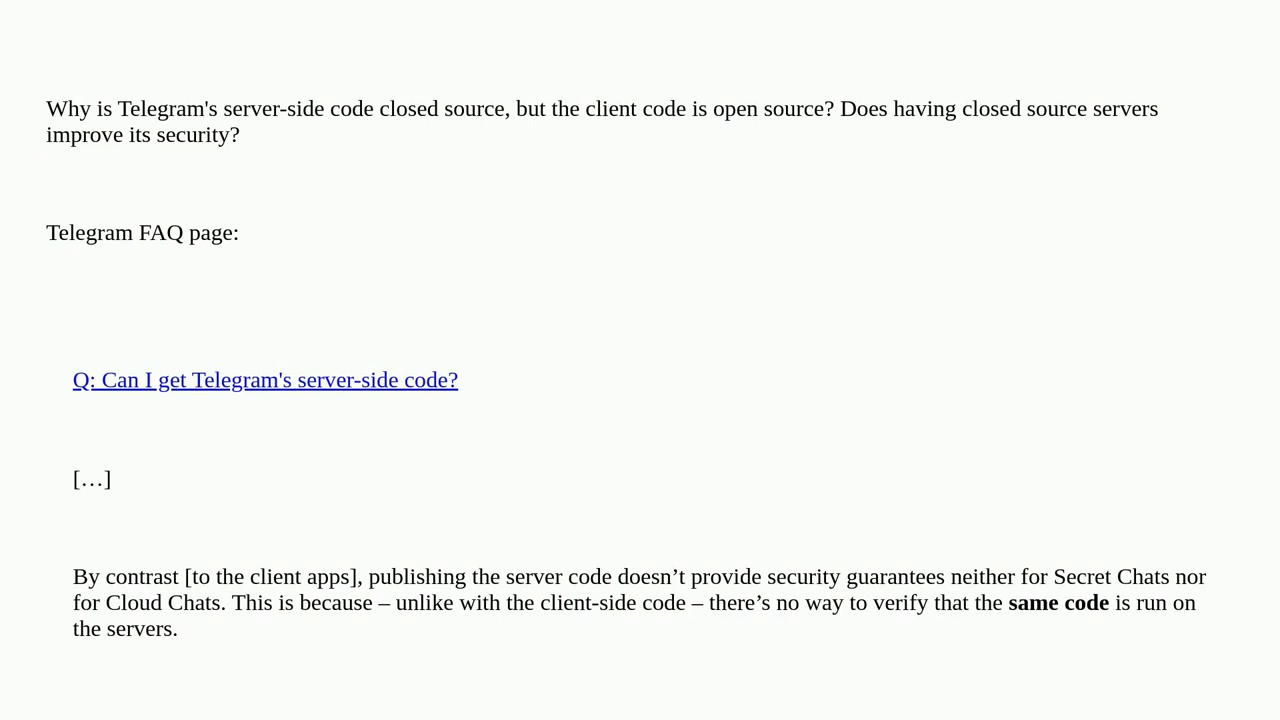 Why is Telegram's server-side code closed source, but the client code is open source? Does having closed source servers
improve its security?
Telegram FAQ page:
Q: Can I get Telegram's server-side code?
[…]
By contrast [to the client apps], publishing the server code doesn’t provide security guarantees neither for Secret Chats nor
for Cloud Chats. This is because – unlike with the client-side code – there’s no way to verify that the same code is run on
the servers.